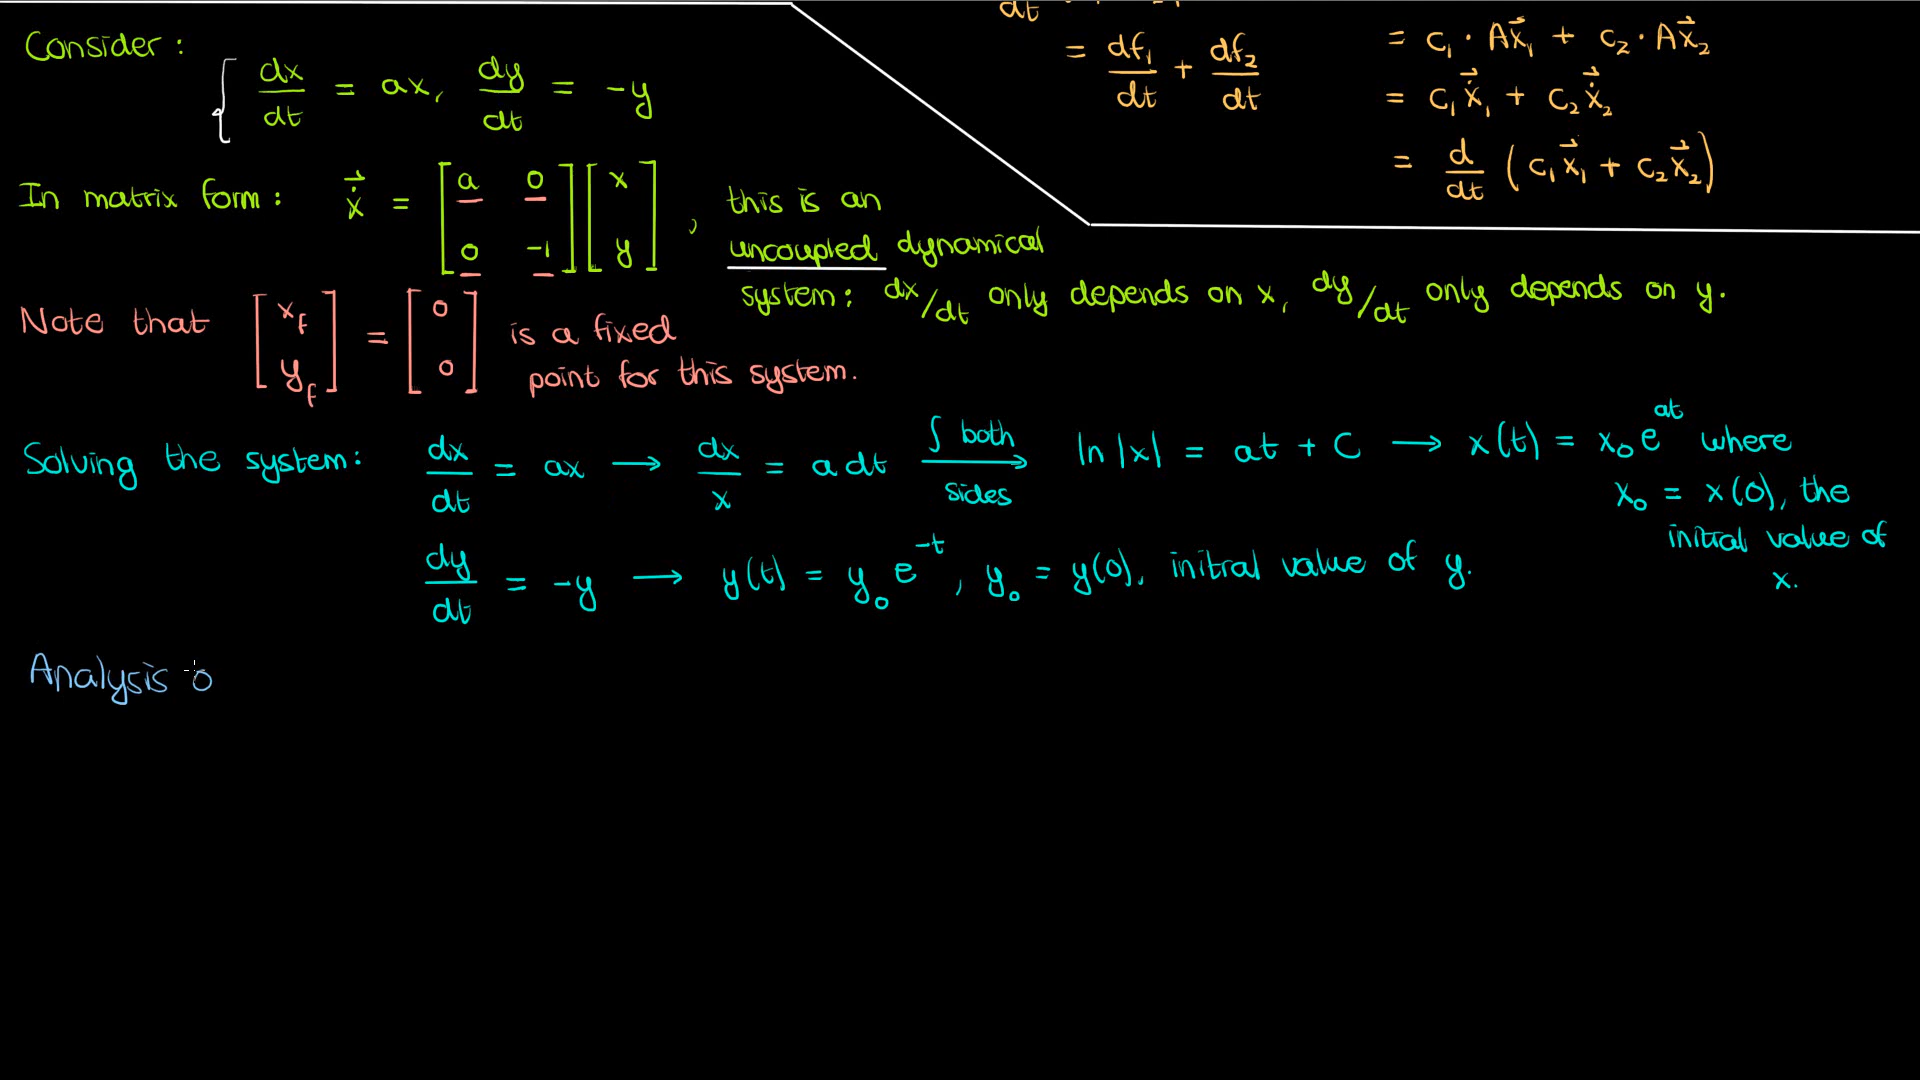 dt
= df₁/dt + df₂/dt
= c₁ · Ax⃗₁ + c₂ · Ax⃗₂
= c₁ẋ⃗₁ + c₂ẋ⃗₂
= d/dt (c₁x⃗₁ + c₂x⃗₂)
Consider :
{ dx/dt = ax, dy/dt = -y
In matrix form : ẋ⃗ = [a 0; 0 -1][x; y] , this is an
uncoupled dynamical
system : dx/dt only depends on x, dy/dt only depends on y.
Note that [x_f; y_f] = [0; 0] is a fixed
point for this system.
Solving the system : dx/dt = ax → dx/x = a dt ∫ both sides → ln |x| = at + C → x(t) = x₀e^{at} where
x₀ = x(0), the
initial value of
x.
dy/dt = -y → y(t) = y₀e^{-t}, y₀ = y(0), initial value of y.
Analysis o